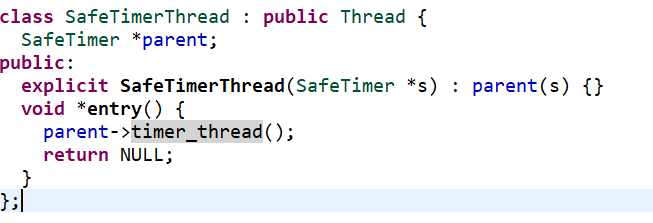 class SafeTimerThread : public Thread {
  SafeTimer *parent;
public:
  explicit SafeTimerThread(SafeTimer *s) : parent(s) {}
  void *entry() {
    parent->timer_thread();
    return NULL;
  }
};